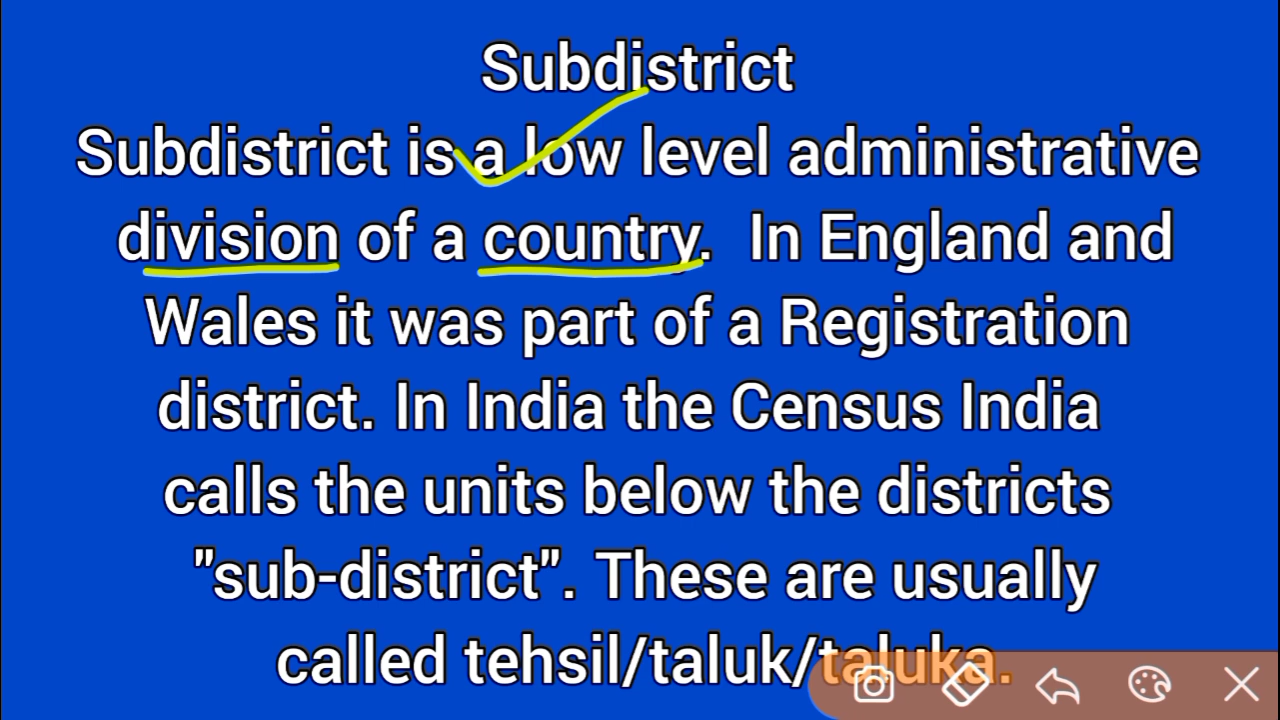 Subdistrict
Subdistrict is a low level administrative
division of a country. In England and
Wales it was part of a Registration
district. In India the Census India
calls the units below the districts
"sub-district". These are usually
called tehsil/taluk/taluka.